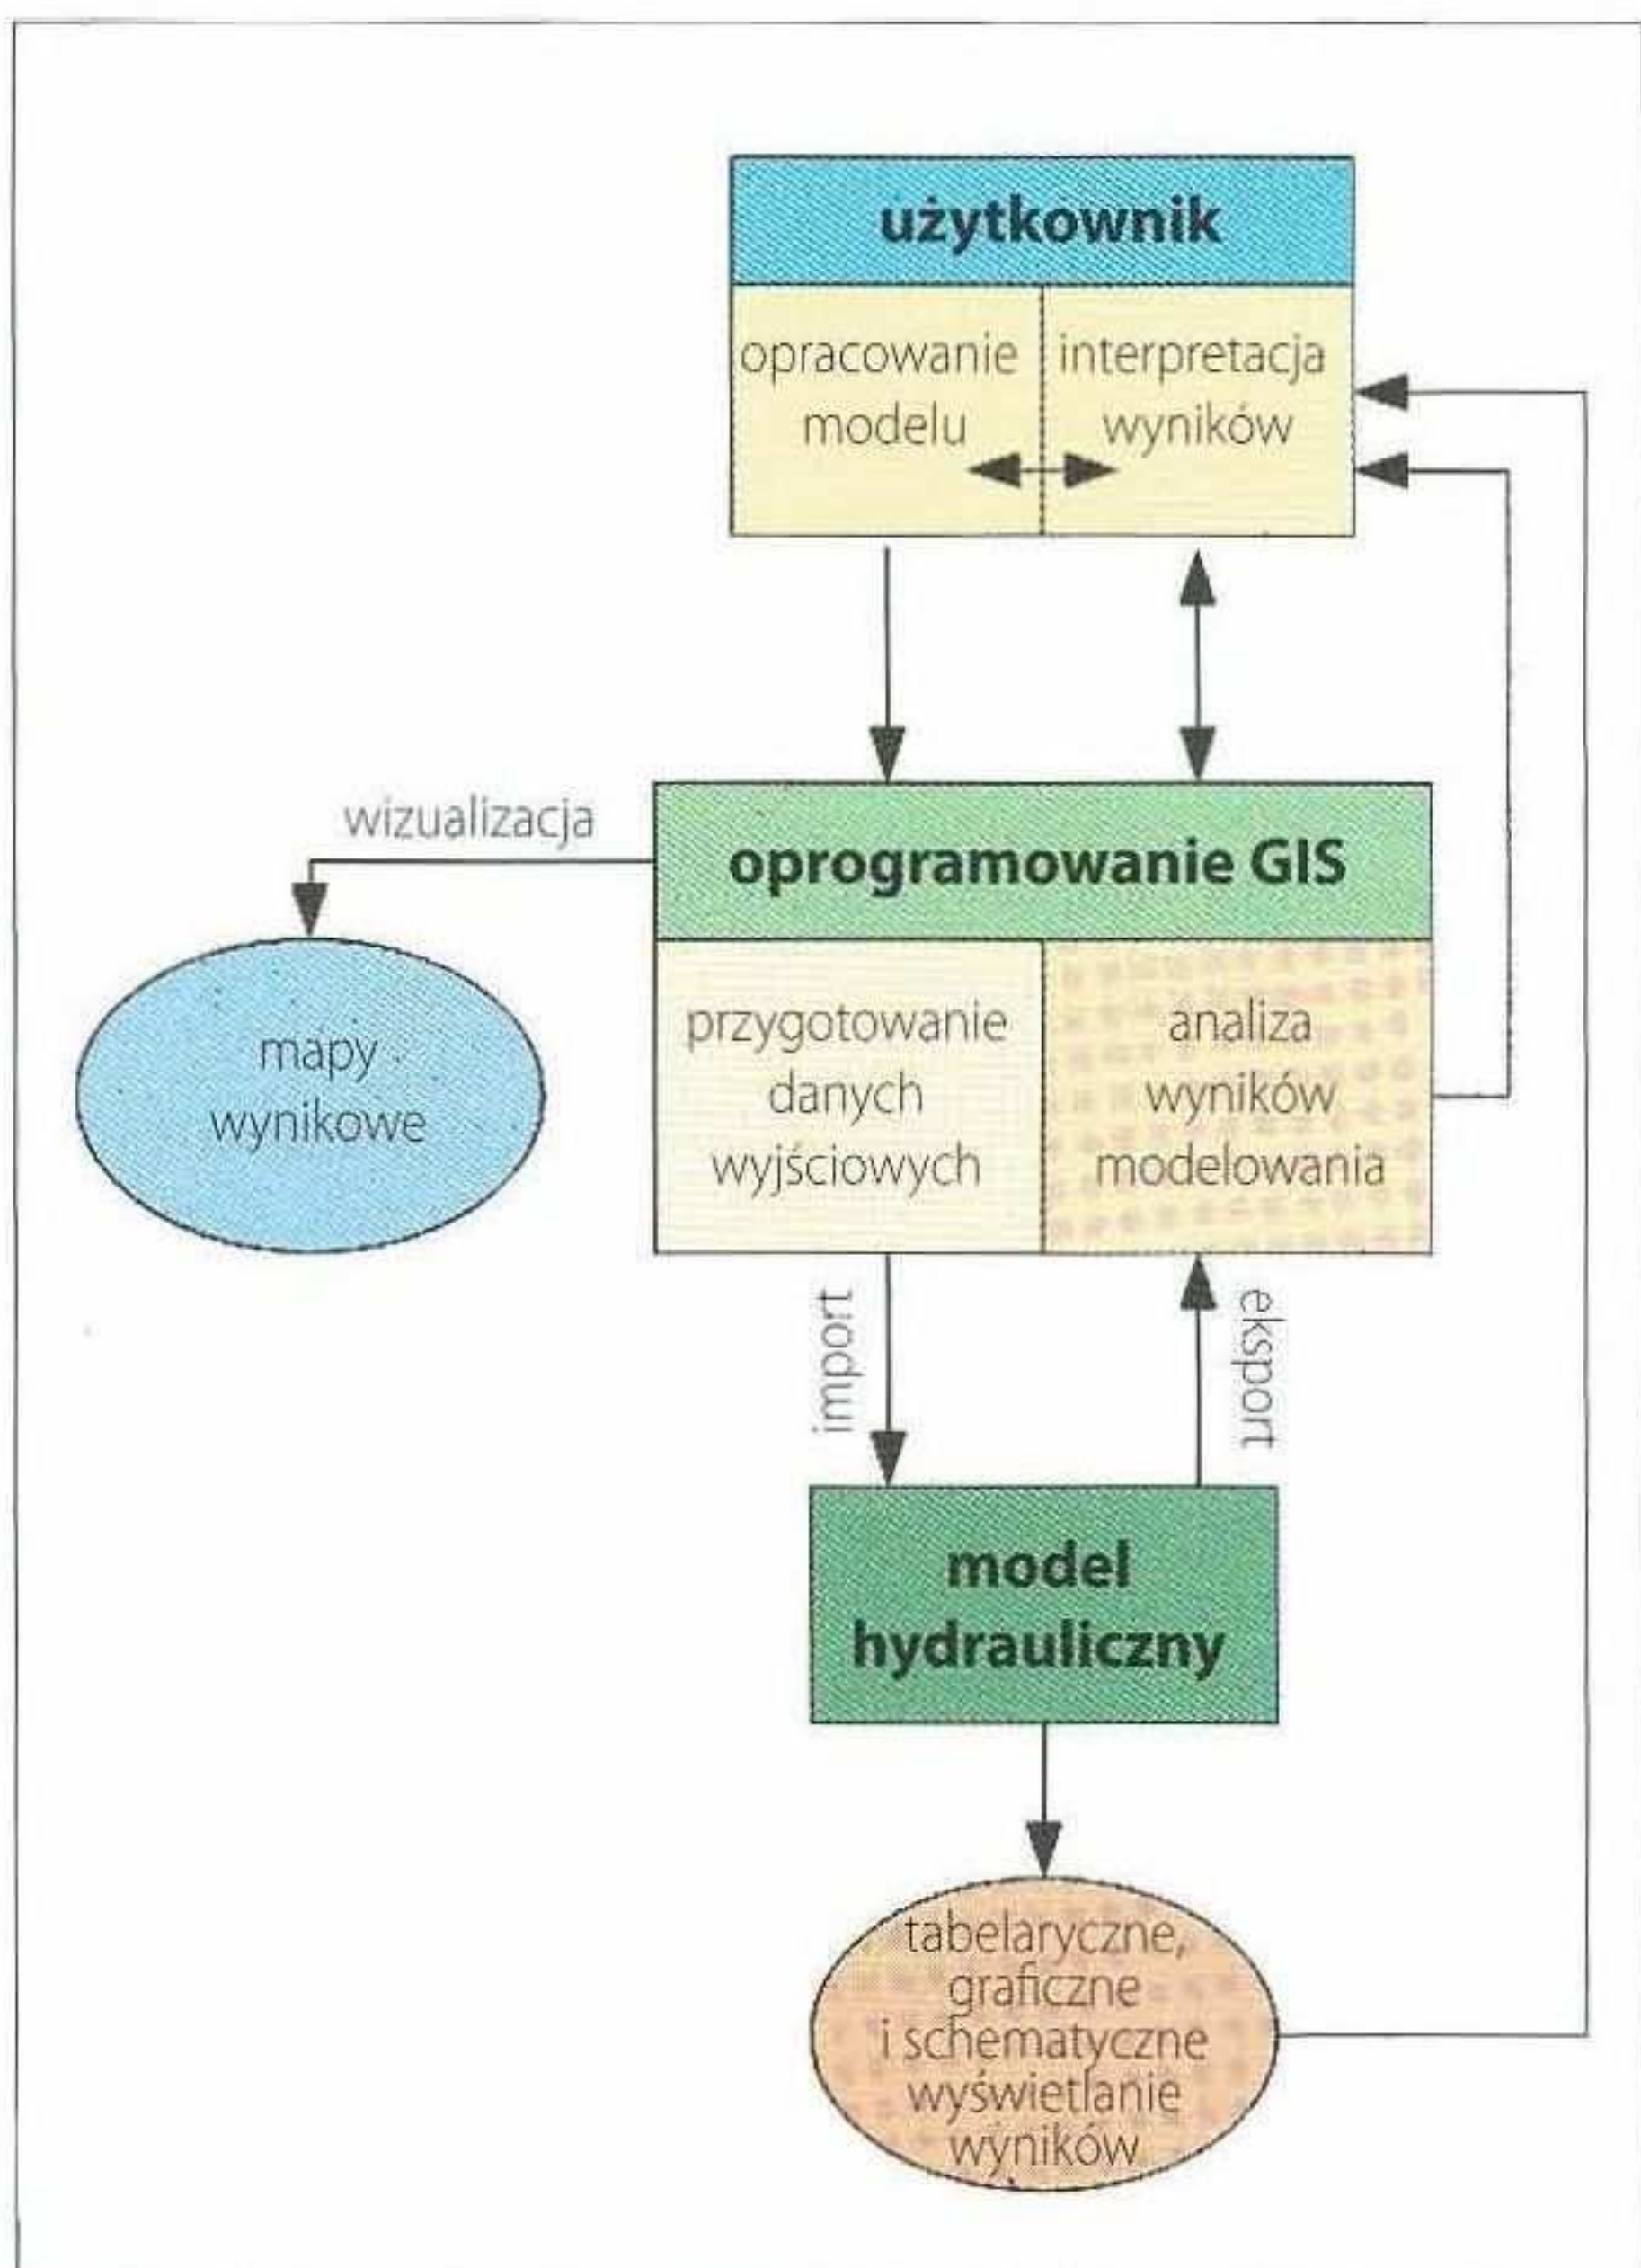 użytkownik
opracowanie
modelu
interpretacja
wyników
wizualizacja
oprogramowanie GIS
mapy
wynikowe
przygotowanie
danych
wyjściowych
analiza
wyników
modelowania
import
eksport
model
hydrauliczny
tabelaryczne,
graficzne
i schematyczne
wyświetlanie
wyników